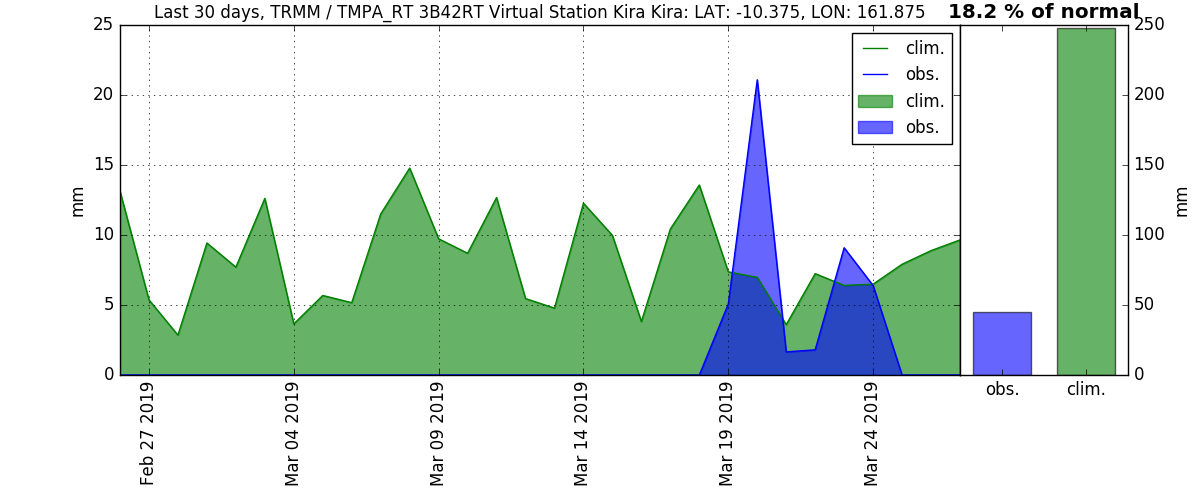 Last 30 days, TRMM / TMPA_RT 3B42RT Virtual Station Kira Kira: LAT: -10.375, LON: 161.875
18.2 % of normal
25
20
15
10
5
0
mm
clim.
obs.
clim.
obs.
Feb 27 2019
Mar 04 2019
Mar 09 2019
Mar 14 2019
Mar 19 2019
Mar 24 2019
250
200
150
100
50
0
mm
obs.
clim.